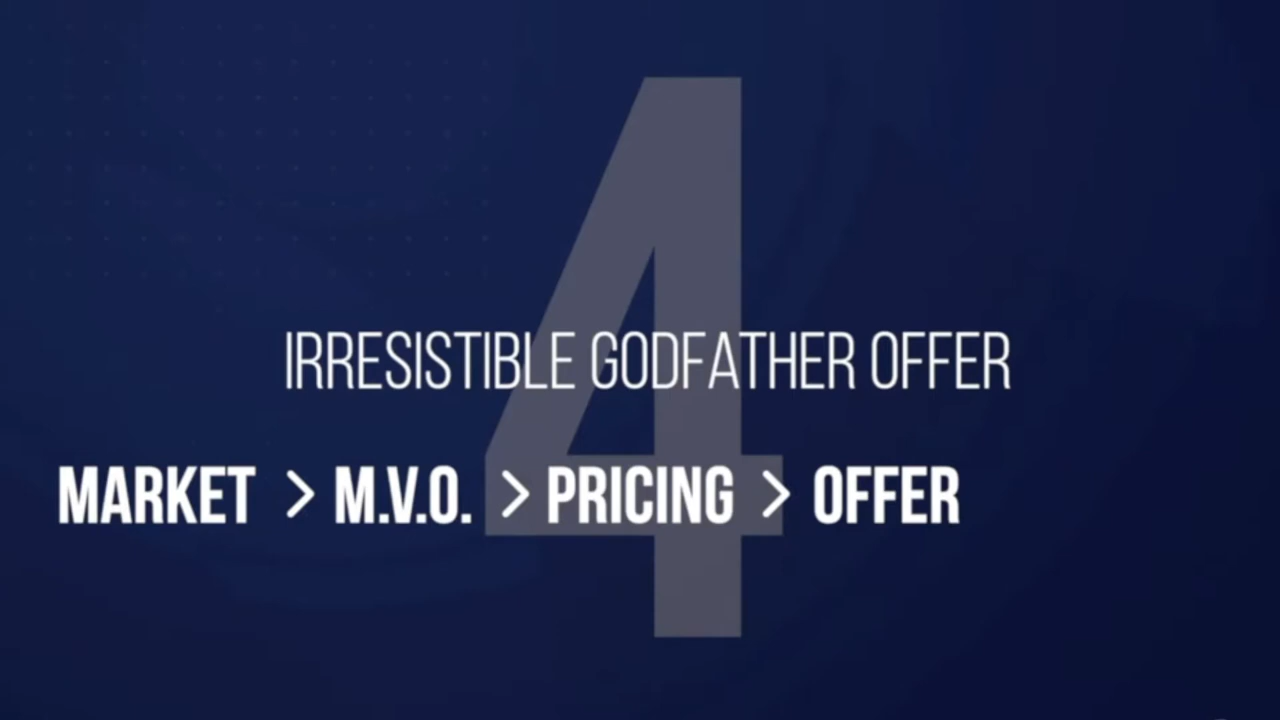 4
IRRESISTIBLE GODFATHER OFFER
MARKET > M.V.O. > PRICING > OFFER